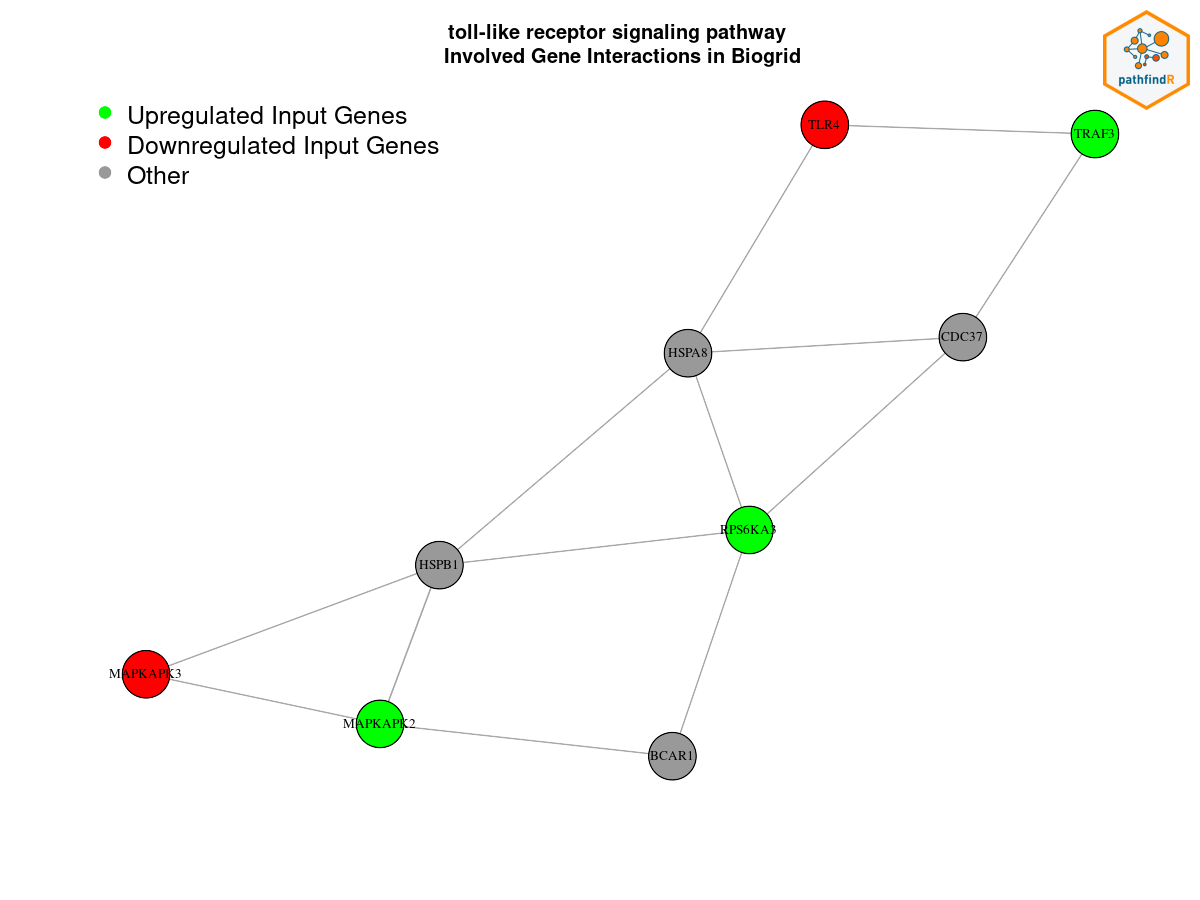 toll-like receptor signaling pathway
Involved Gene Interactions in Biogrid
pathfindR
Upregulated Input Genes
Downregulated Input Genes
Other
TLR4
TRAF3
HSPA8
CDC37
RPS6KA3
HSPB1
MAPKAPK3
MAPKAPK2
BCAR1